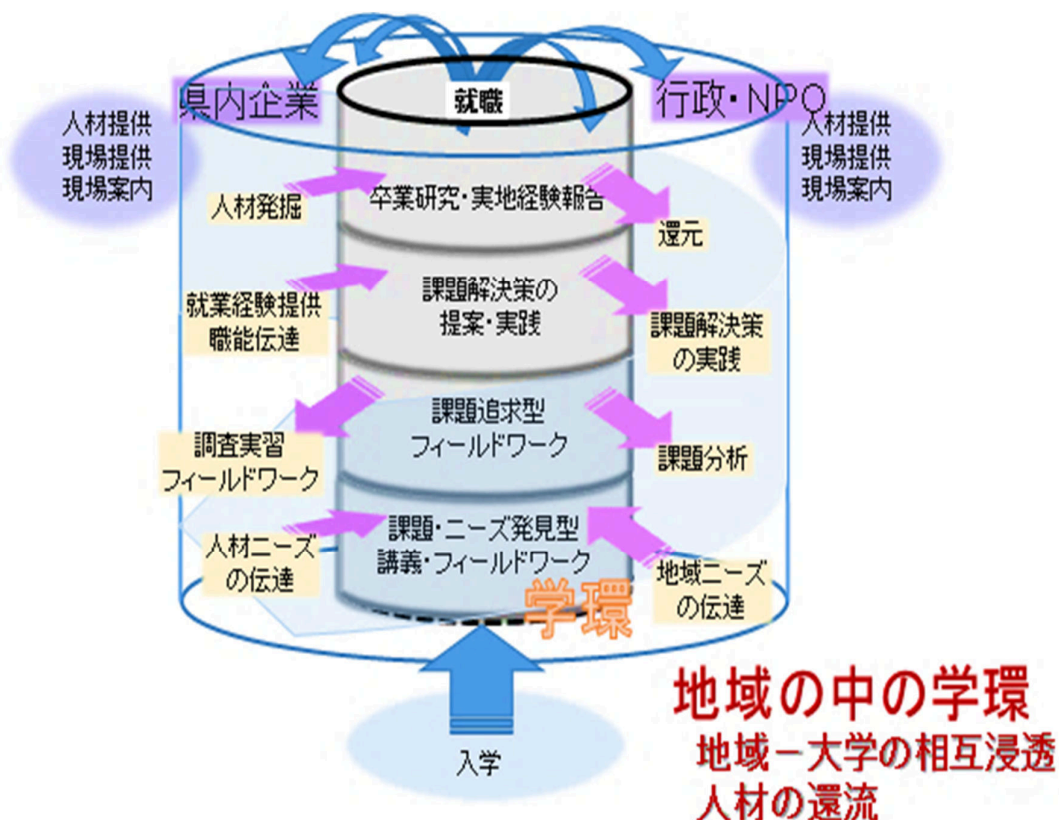 就職
県内企業
行政・NPO
人材提供
現場提供
現場案内
人材提供
現場提供
現場案内
人材発掘
卒業研究・実地経験報告
還元
就業経験提供
職能伝達
課題解決策の
提案・実践
課題解決策
の実践
調査実習
フィールドワーク
課題追求型
フィールドワーク
課題分析
人材ニーズ
の伝達
課題・ニーズ発見型
講義・フィールドワーク
地域ニーズ
の伝達
学環
入学
地域の中の学環
地域－大学の相互浸透
人材の還流